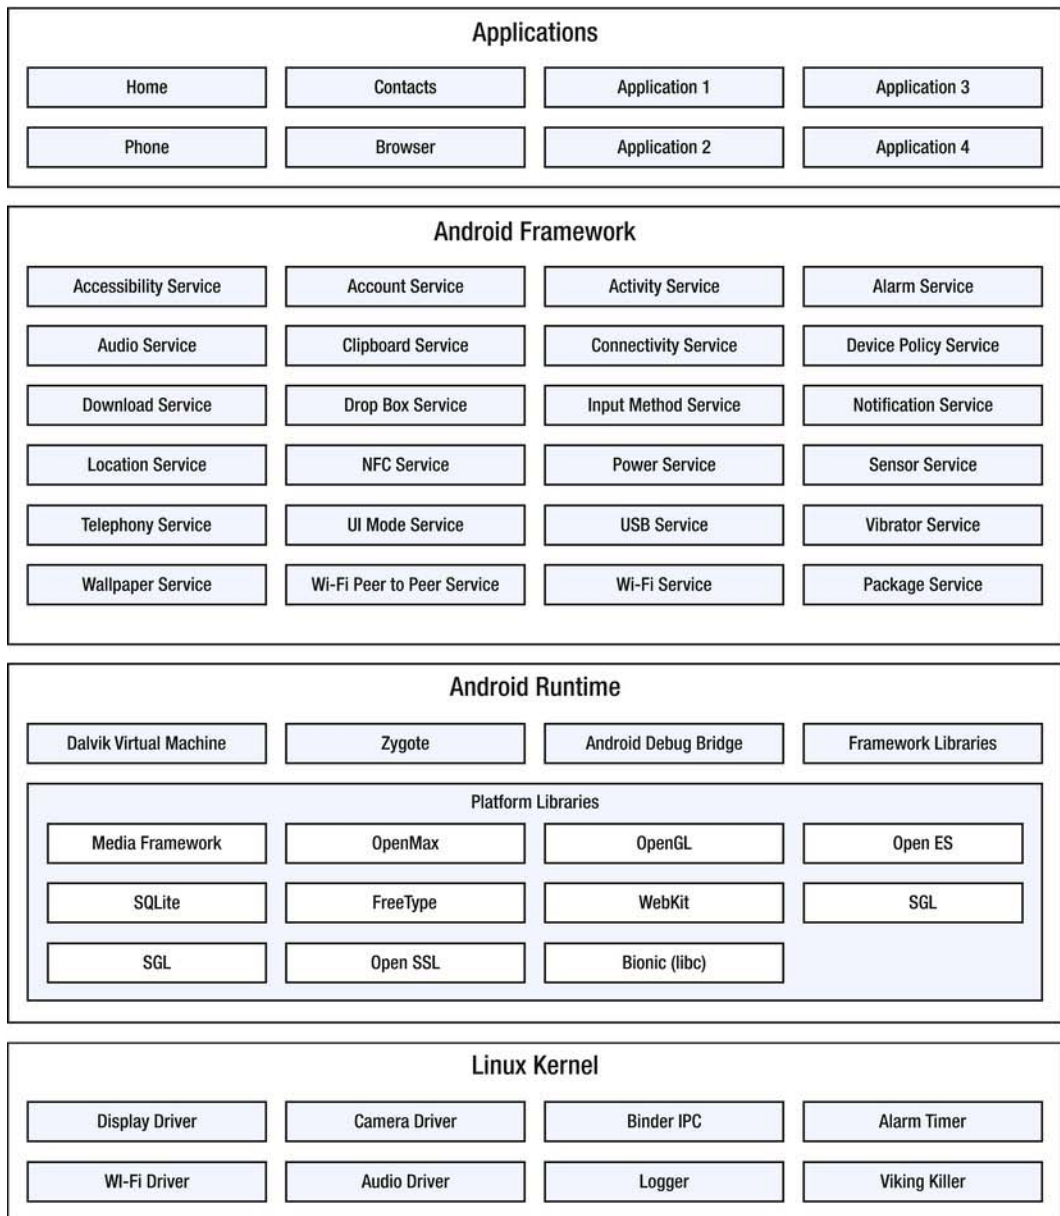 Applications
Home
Contacts
Application 1
Application 3
Phone
Browser
Application 2
Application 4
Android Framework
Accessibility Service
Account Service
Activity Service
Alarm Service
Audio Service
Clipboard Service
Connectivity Service
Device Policy Service
Download Service
Drop Box Service
Input Method Service
Notification Service
Location Service
NFC Service
Power Service
Sensor Service
Telephony Service
UI Mode Service
USB Service
Vibrator Service
Wallpaper Service
Wi-Fi Peer to Peer Service
Wi-Fi Service
Package Service
Android Runtime
Dalvik Virtual Machine
Zygote
Android Debug Bridge
Framework Libraries
Platform Libraries
Media Framework
OpenMax
OpenGL
Open ES
SQLite
FreeType
WebKit
SGL
SGL
Open SSL
Bionic (libc)
Linux Kernel
Display Driver
Camera Driver
Binder IPC
Alarm Timer
WI-Fi Driver
Audio Driver
Logger
Viking Killer